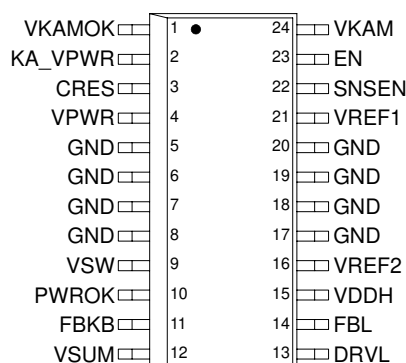 VKAMOK 1 24 VKAM
KA_VPWR 2 23 EN
CRES 3 22 SNSEN
VPWR 4 21 VREF1
GND 5 20 GND
GND 6 19 GND
GND 7 18 GND
GND 8 17 GND
VSW 9 16 VREF2
PWROK 10 15 VDDH
FBKB 11 14 FBL
VSUM 12 13 DRVL